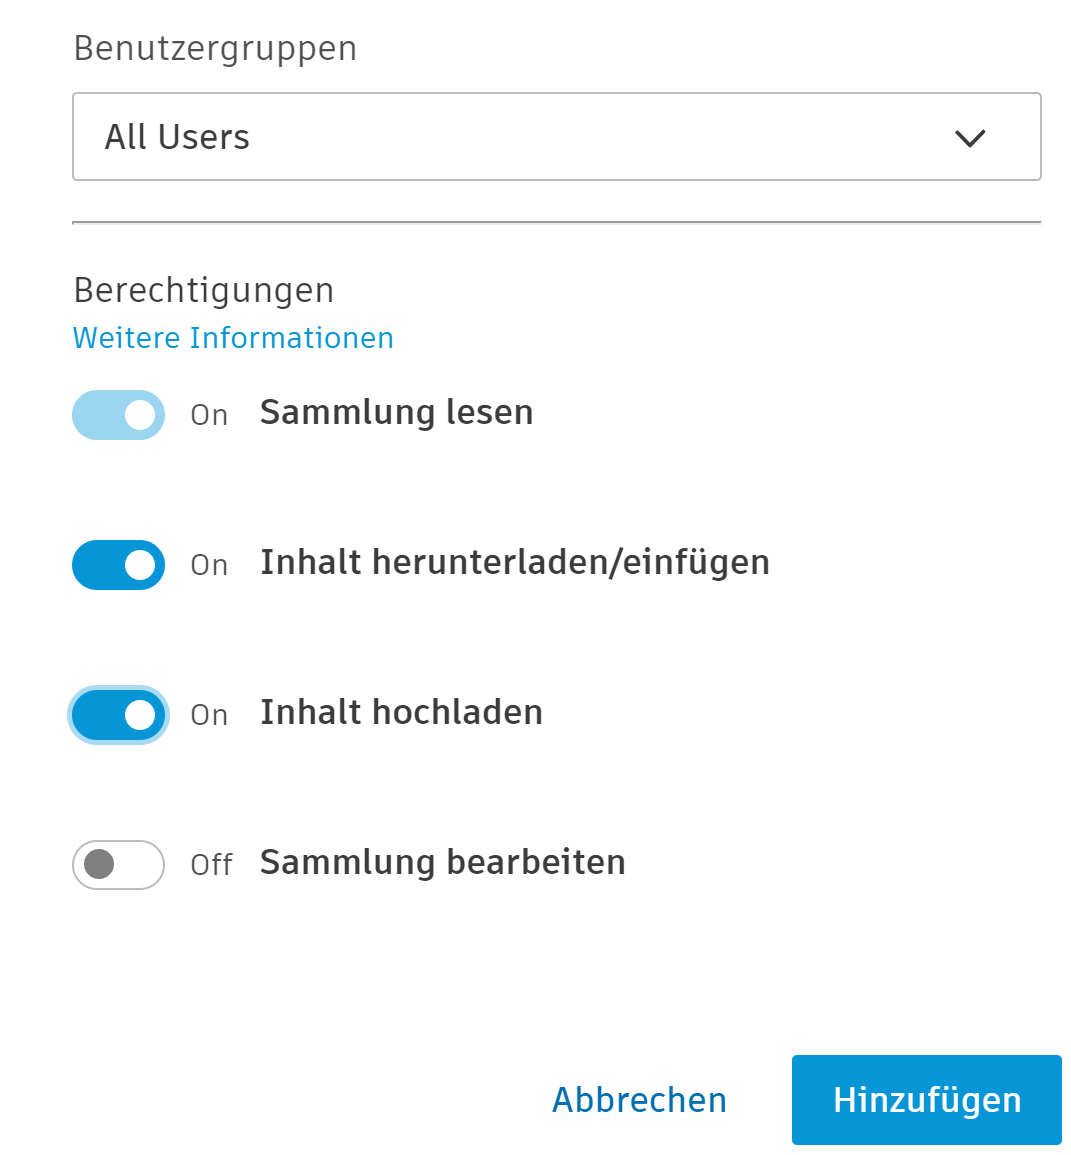 Benutzergruppen
All Users
Berechtigungen
Weitere Informationen
On Sammlung lesen
On Inhalt herunterladen/einfügen
On Inhalt hochladen
Off Sammlung bearbeiten
Abbrechen Hinzufügen